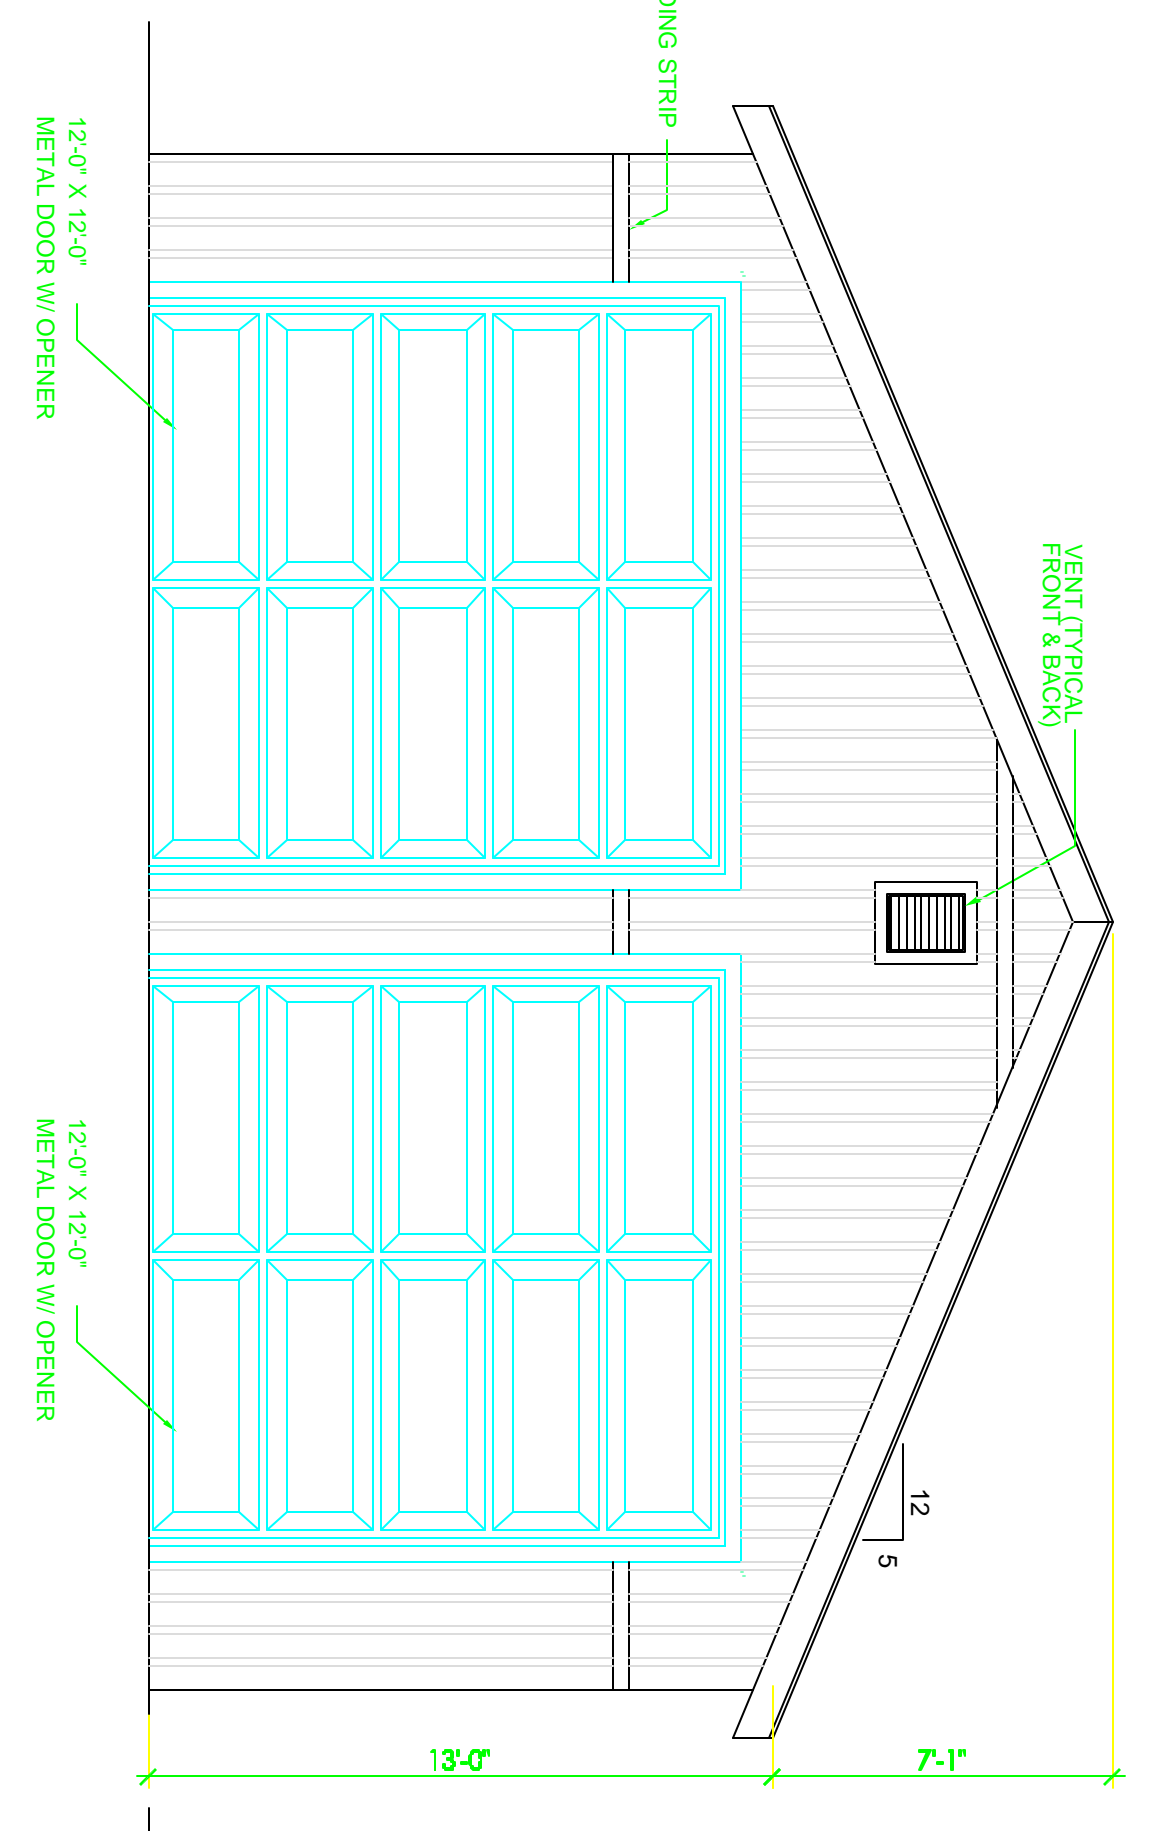 DING STRIP
VENT (TYPICAL
FRONT & BACK)
12'-0" X 12'-0"
METAL DOOR W/ OPENER
12'-0" X 12'-0"
METAL DOOR W/ OPENER
12
5
13'-0"
7'-1"